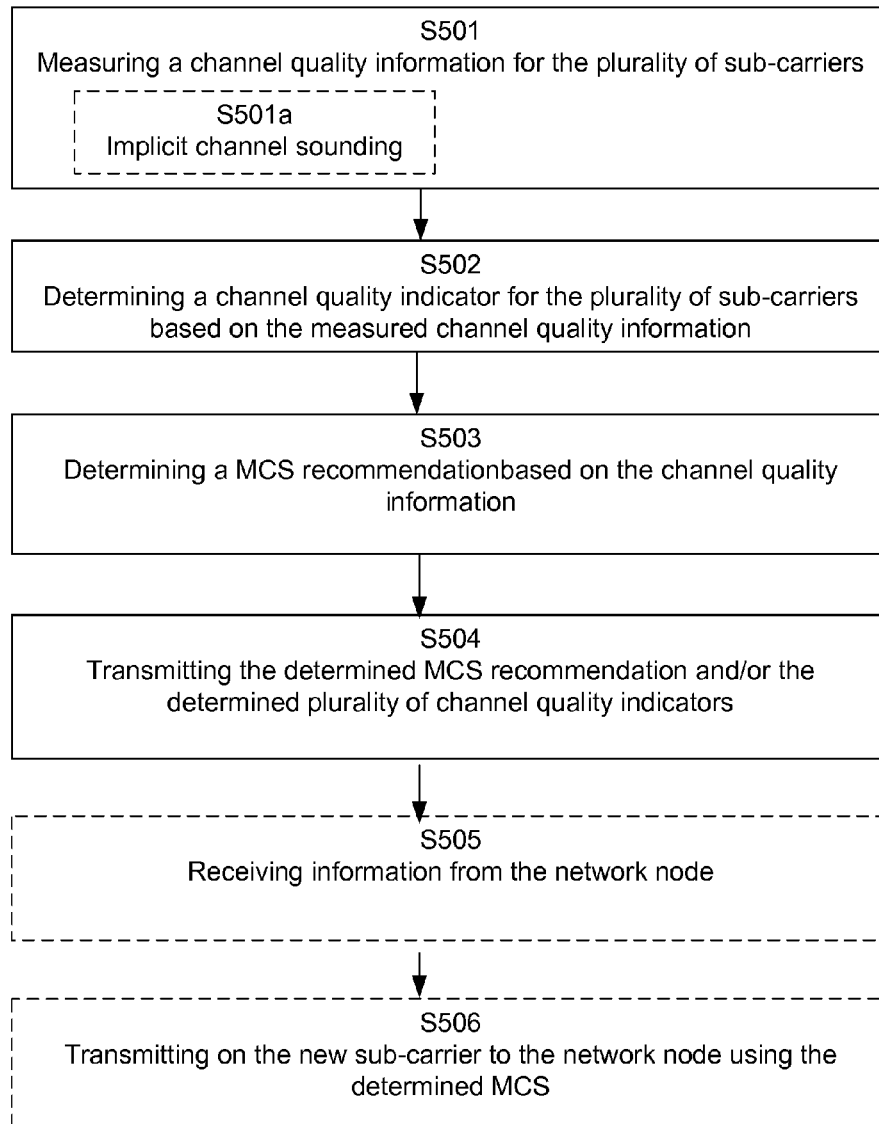 S501
Measuring a channel quality information for the plurality of sub-carriers
S501a
Implicit channel sounding
S502
Determining a channel quality indicator for the plurality of sub-carriers
based on the measured channel quality information
S503
Determining a MCS recommendationbased on the channel quality
information
S504
Transmitting the determined MCS recommendation and/or the
determined plurality of channel quality indicators
S505
Receiving information from the network node
S506
Transmitting on the new sub-carrier to the network node using the
determined MCS